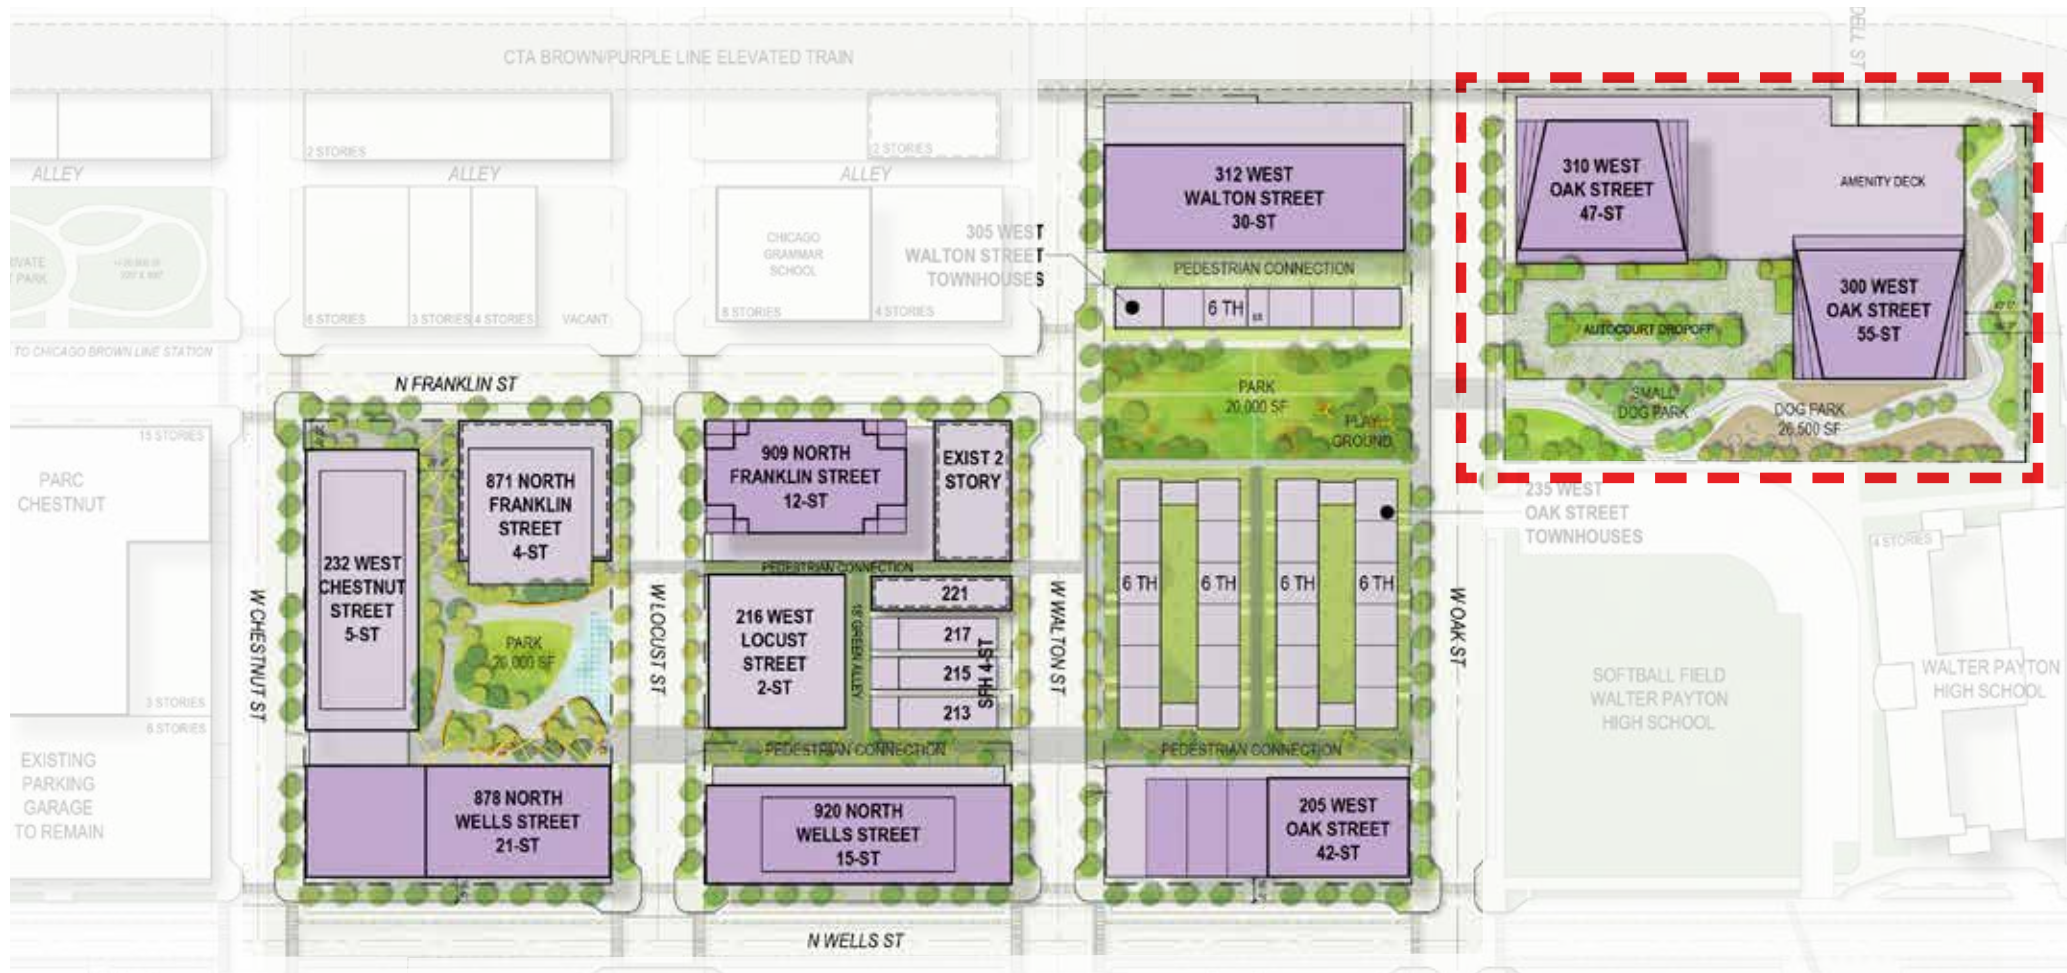 CTA BROWN/PURPLE LINE ELEVATED TRAIN
DELL ST
2 STORIES
2 STORIES
ALLEY
ALLEY
ALLEY
PARK
CHICAGO
GRAMMAR
SCHOOL
6 STORIES
3 STORIES
4 STORIES
VACANT
8 STORIES
4 STORIES
TO CHICAGO BROWN LINE STATION
305 WEST
WALTON STREET
TOWNHOUSES
312 WEST
WALTON STREET
30-ST
PEDESTRIAN CONNECTION
6 TH
310 WEST
OAK STREET
47-ST
AMENITY DECK
300 WEST
OAK STREET
55-ST
AUTOCOURT DROPOFF
SMALL
DOG PARK
DOG PARK
26,500 SF
N FRANKLIN ST
PARK
20,000 SF
PLAY
GROUND
15 STORIES
PARC
CHESTNUT
3 STORIES
6 STORIES
EXISTING
PARKING
GARAGE
TO REMAIN
W CHESTNUT ST
232 WEST
CHESTNUT
STREET
5-ST
871 NORTH
FRANKLIN
STREET
4-ST
PARK
20,000 SF
878 NORTH
WELLS STREET
21-ST
W LOCUST ST
909 NORTH
FRANKLIN STREET
12-ST
EXIST 2
STORY
PEDESTRIAN CONNECTION
216 WEST
LOCUST
STREET
2-ST
18' GREEN ALLEY
221
217
215
213
SFH 4-ST
PEDESTRIAN CONNECTION
920 NORTH
WELLS STREET
15-ST
W WALTON ST
6 TH
6 TH
6 TH
6 TH
PEDESTRIAN CONNECTION
205 WEST
OAK STREET
42-ST
W OAK ST
235 WEST
OAK STREET
TOWNHOUSES
SOFTBALL FIELD
WALTER PAYTON
HIGH SCHOOL
4 STORIES
WALTER PAYTON
HIGH SCHOOL
N WELLS ST